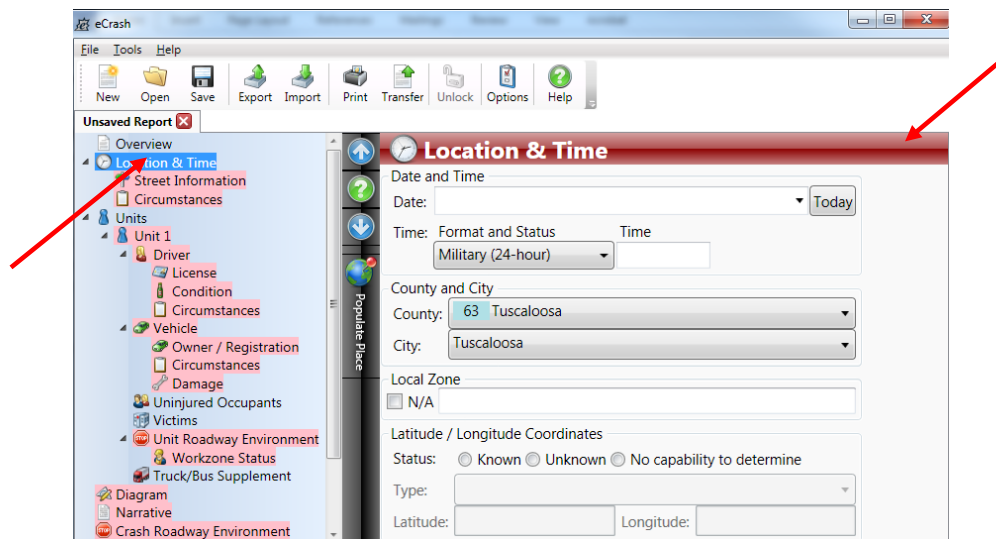 eCrash
File Tools Help
New Open Save Export Import Print Transfer Unlock Options Help
Unsaved Report
Overview
Location & Time
Street Information
Circumstances
Units
Unit 1
Driver
License
Condition
Circumstances
Vehicle
Owner / Registration
Circumstances
Damage
Uninjured Occupants
Victims
Unit Roadway Environment
Workzone Status
Truck/Bus Supplement
Diagram
Narrative
Crash Roadway Environment
Populate Place
Location & Time
Date and Time
Date: Today
Time: Format and Status Time
Military (24-hour)
County and City
County: 63 Tuscaloosa
City: Tuscaloosa
Local Zone
N/A
Latitude / Longitude Coordinates
Status: Known Unknown No capability to determine
Type:
Latitude: Longitude: